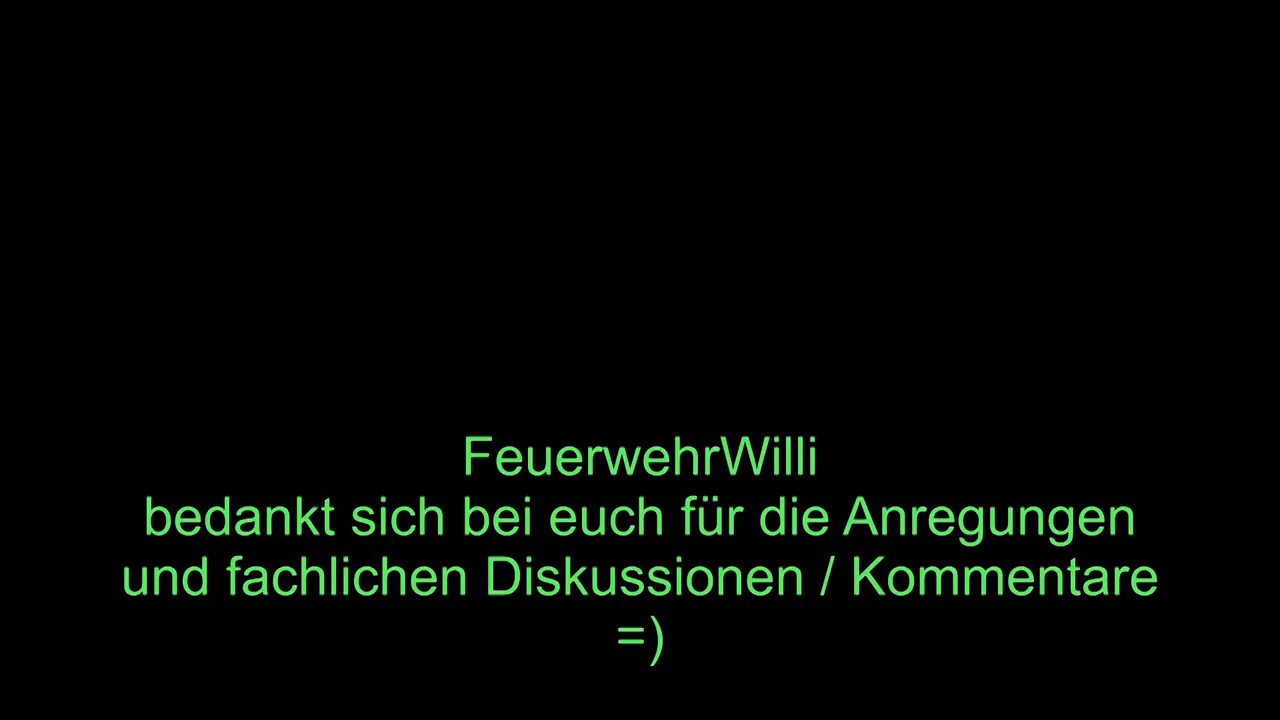 FeuerwehrWilli
bedankt sich bei euch für die Anregungen
und fachlichen Diskussionen / Kommentare
=)